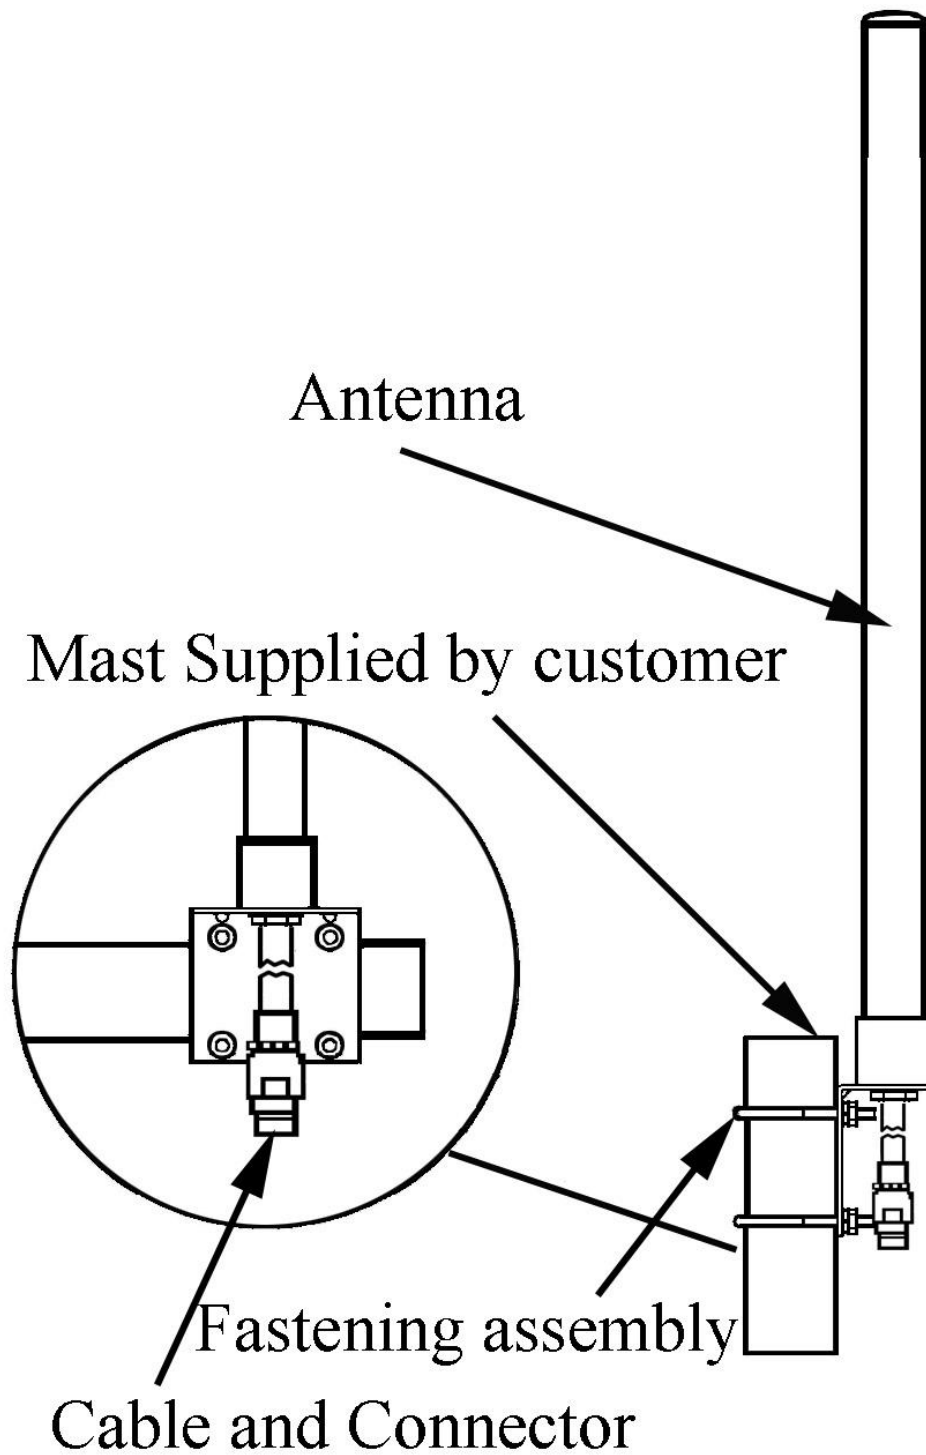 Antenna
Mast Supplied by customer
Fastening assembly
Cable and Connector